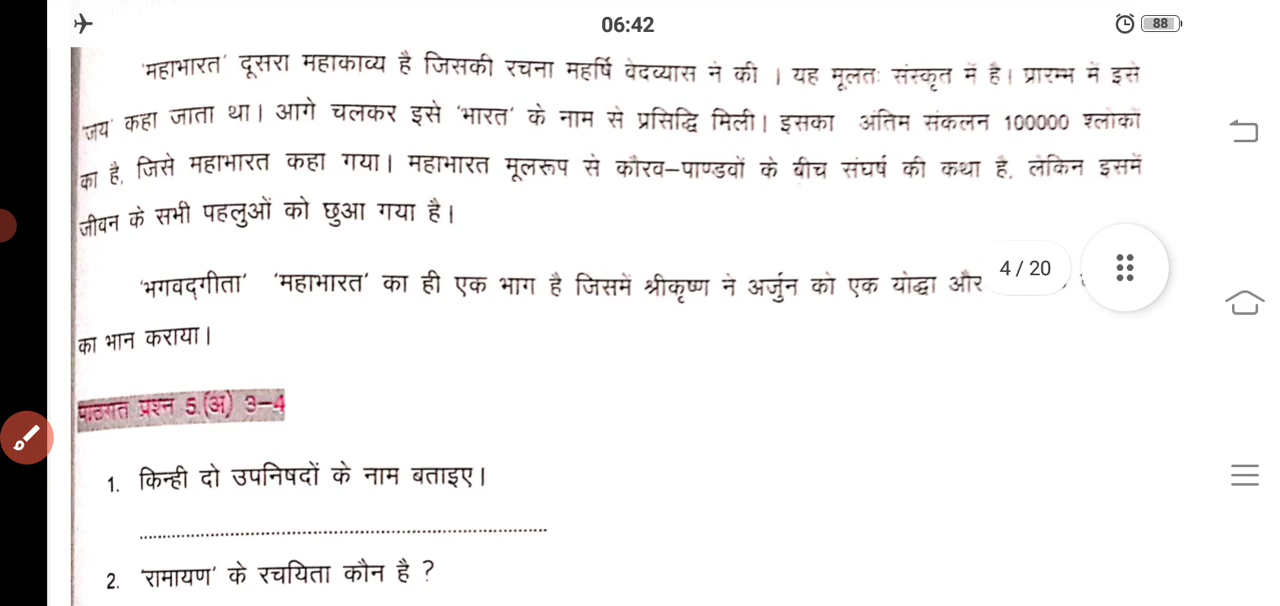 06:42
88
'महाभारत' दूसरा महाकाव्य है जिसकी रचना महर्षि वेदव्यास ने की । यह मूलतः संस्कृत में है। प्रारम्भ में इसे
'जय' कहा जाता था। आगे चलकर इसे 'भारत' के नाम से प्रसिद्धि मिली। इसका अंतिम संकलन 100000 श्लोकों
का है, जिसे महाभारत कहा गया। महाभारत मूलरूप से कौरव–पाण्डवों के बीच संघर्ष की कथा है, लेकिन इसमें
जीवन के सभी पहलुओं को छुआ गया है।
'भगवद्गीता' 'महाभारत' का ही एक भाग है जिसमें श्रीकृष्ण ने अर्जुन को एक योद्धा और
4 / 20
का भान कराया।
पाठगत प्रश्न 5.(अ) 3–4
1. किन्ही दो उपनिषदों के नाम बताइए।
2. 'रामायण' के रचयिता कौन है ?